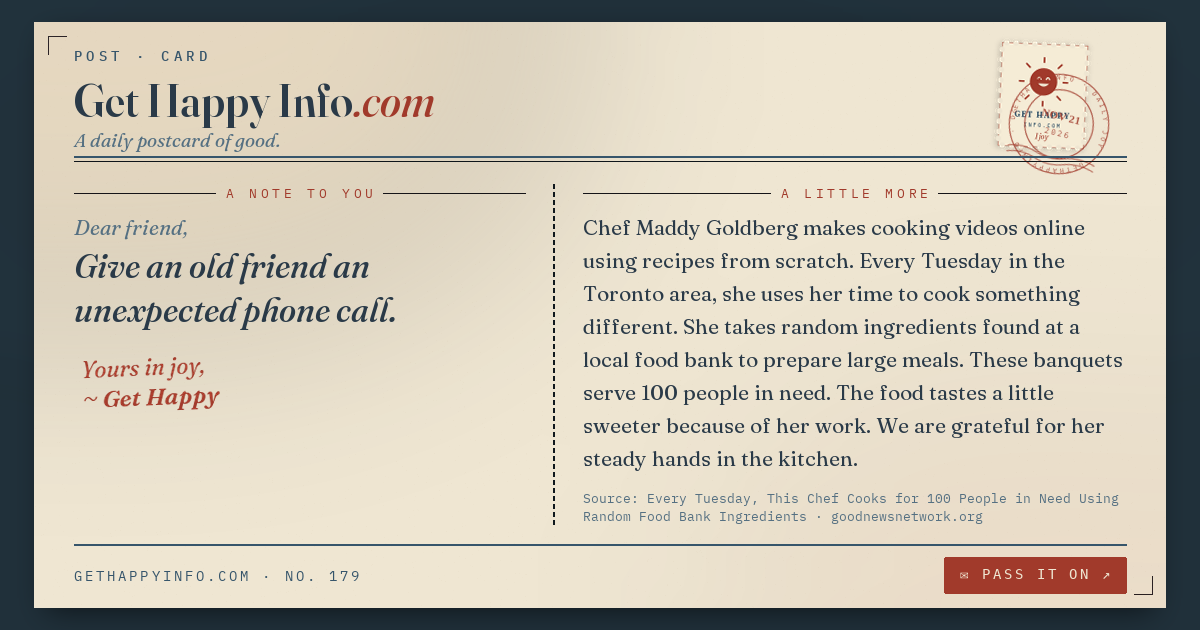 POST · CARD
Get Happy Info.com
A daily postcard of good.
GET HAPPY
INFO.COM
1joy
2026
A NOTE TO YOU
Dear friend,
Give an old friend an
unexpected phone call.
Yours in joy,
~ Get Happy
A LITTLE MORE
Chef Maddy Goldberg makes cooking videos online
using recipes from scratch. Every Tuesday in the
Toronto area, she uses her time to cook something
different. She takes random ingredients found at a
local food bank to prepare large meals. These banquets
serve 100 people in need. The food tastes a little
sweeter because of her work. We are grateful for her
steady hands in the kitchen.
Source: Every Tuesday, This Chef Cooks for 100 People in Need Using
Random Food Bank Ingredients · goodnewsnetwork.org
GETHAPPYINFO.COM · NO. 179
✉ PASS IT ON ↗